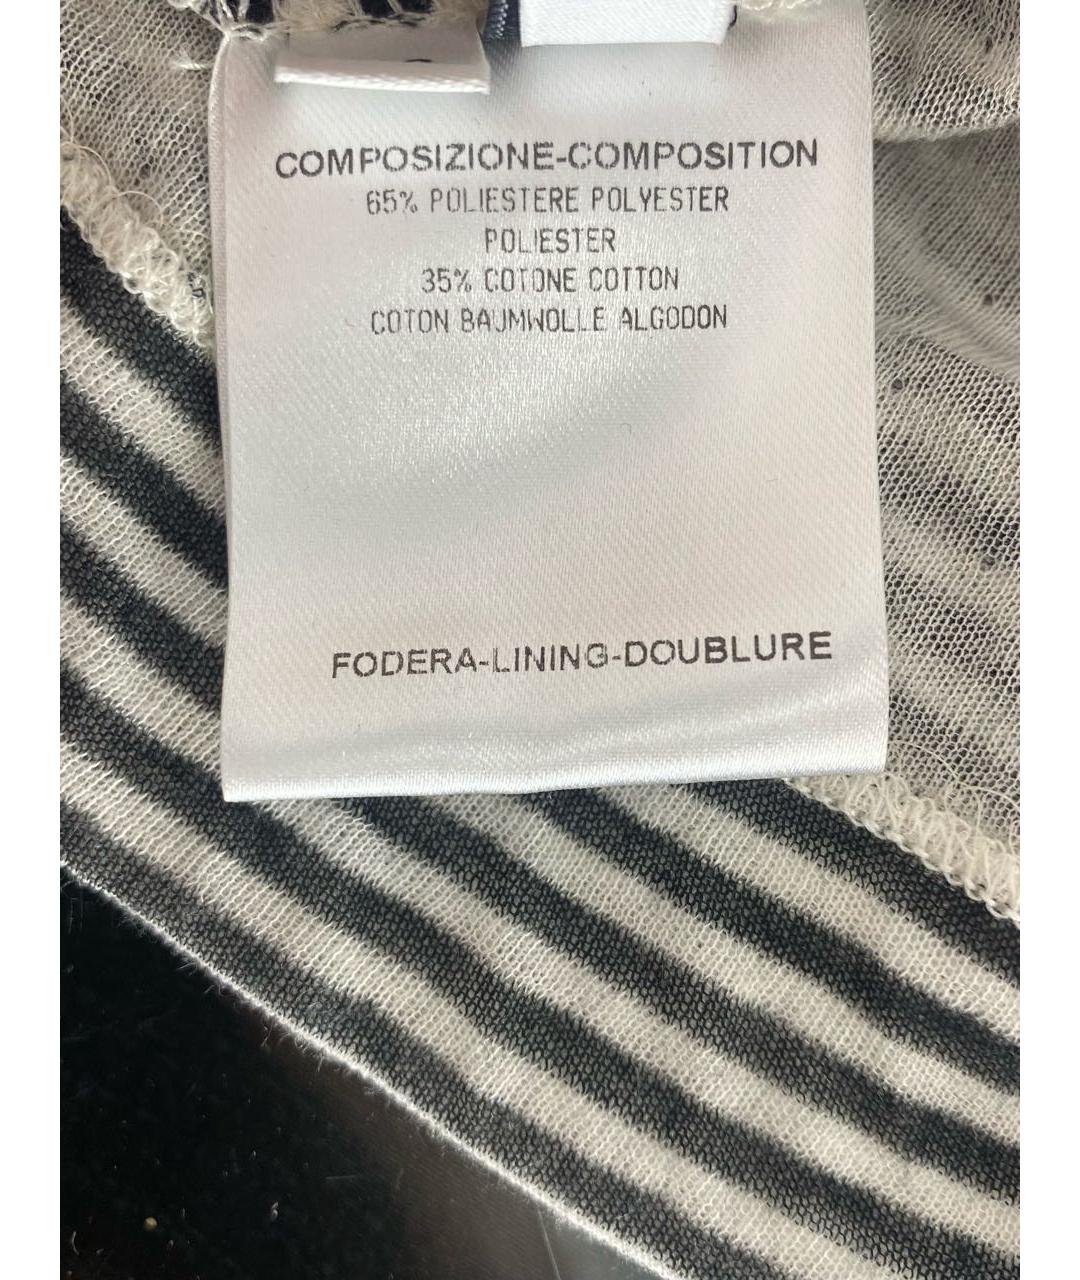 COMPOSIZIONE-COMPOSITION
65% POLIESTERE POLYESTER
POLIESTER
35% COTONE COTTON
COTON BAUMWOLLE ALGODON
FODERA-LINING-DOUBLURE